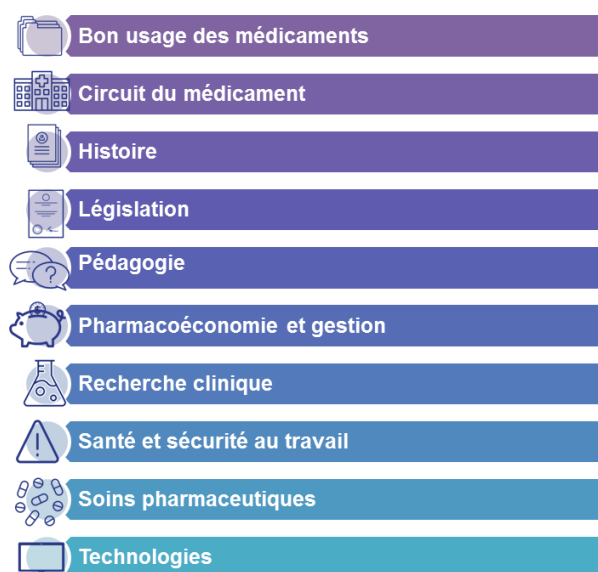 Bon usage des médicaments
Circuit du médicament
Histoire
Législation
Pédagogie
Pharmacoéconomie et gestion
Recherche clinique
Santé et sécurité au travail
Soins pharmaceutiques
Technologies